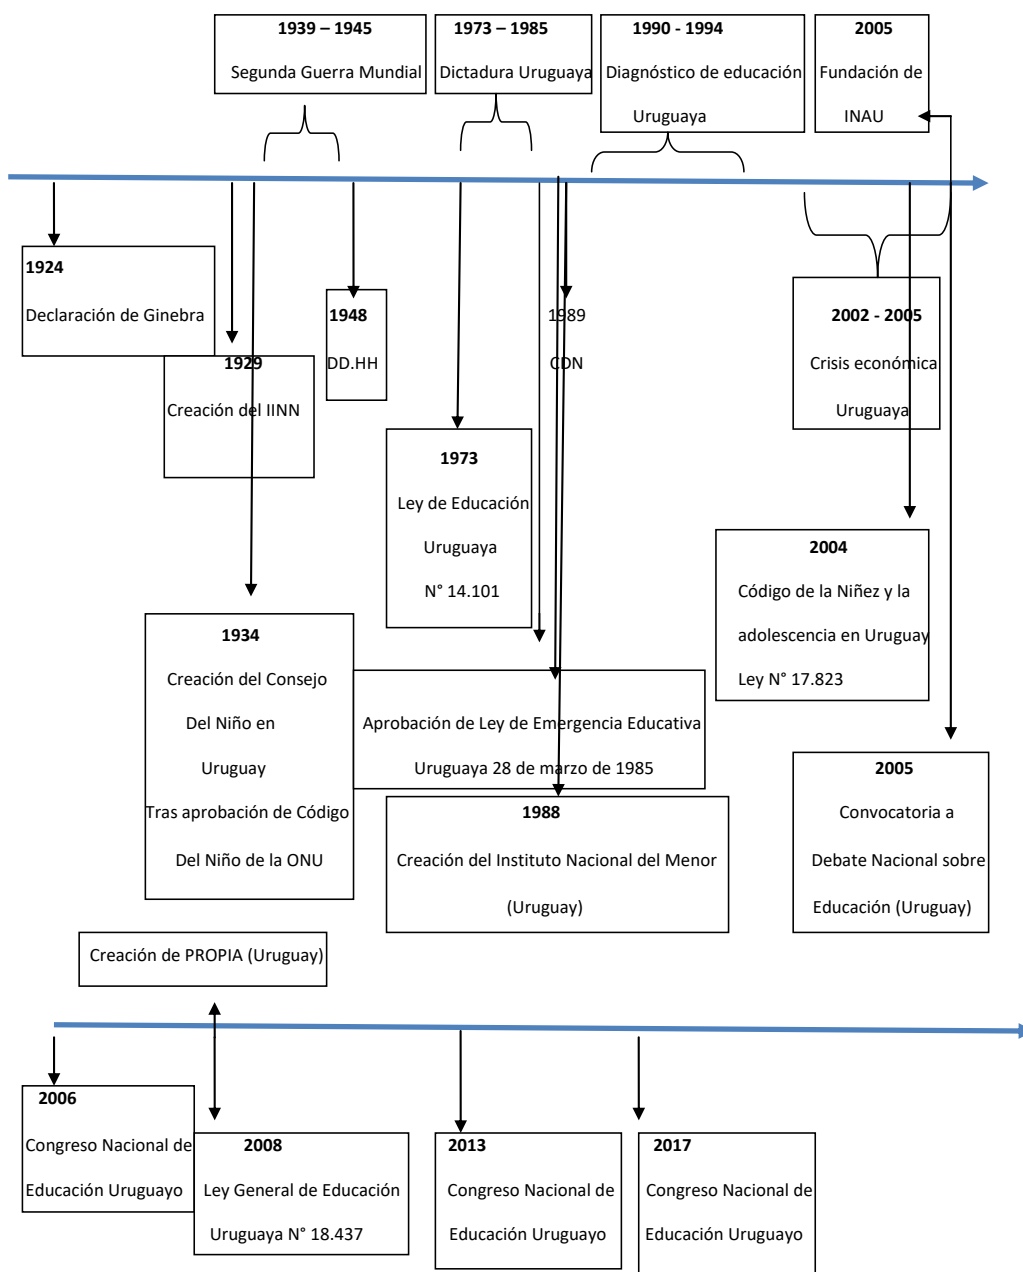 1939 – 1945
Segunda Guerra Mundial
1973 – 1985
Dictadura Uruguaya
1990 - 1994
Diagnóstico de educación
Uruguaya
2005
Fundación de
INAU
1924
Declaración de Ginebra
1929
Creación del IINN
1948
DD.HH
1989
CDN
2002 - 2005
Crisis económica
Uruguaya
1973
Ley de Educación
Uruguaya
N° 14.101
2004
Código de la Niñez y la
adolescencia en Uruguay
Ley N° 17.823
1934
Creación del Consejo
Del Niño en
Uruguay
Tras aprobación de Código
Del Niño de la ONU
Aprobación de Ley de Emergencia Educativa
Uruguaya 28 de marzo de 1985
1988
Creación del Instituto Nacional del Menor
(Uruguay)
2005
Convocatoria a
Debate Nacional sobre
Educación (Uruguay)
Creación de PROPIA (Uruguay)
2006
Congreso Nacional de
Educación Uruguayo
2008
Ley General de Educación
Uruguaya N° 18.437
2013
Congreso Nacional de
Educación Uruguayo
2017
Congreso Nacional de
Educación Uruguayo